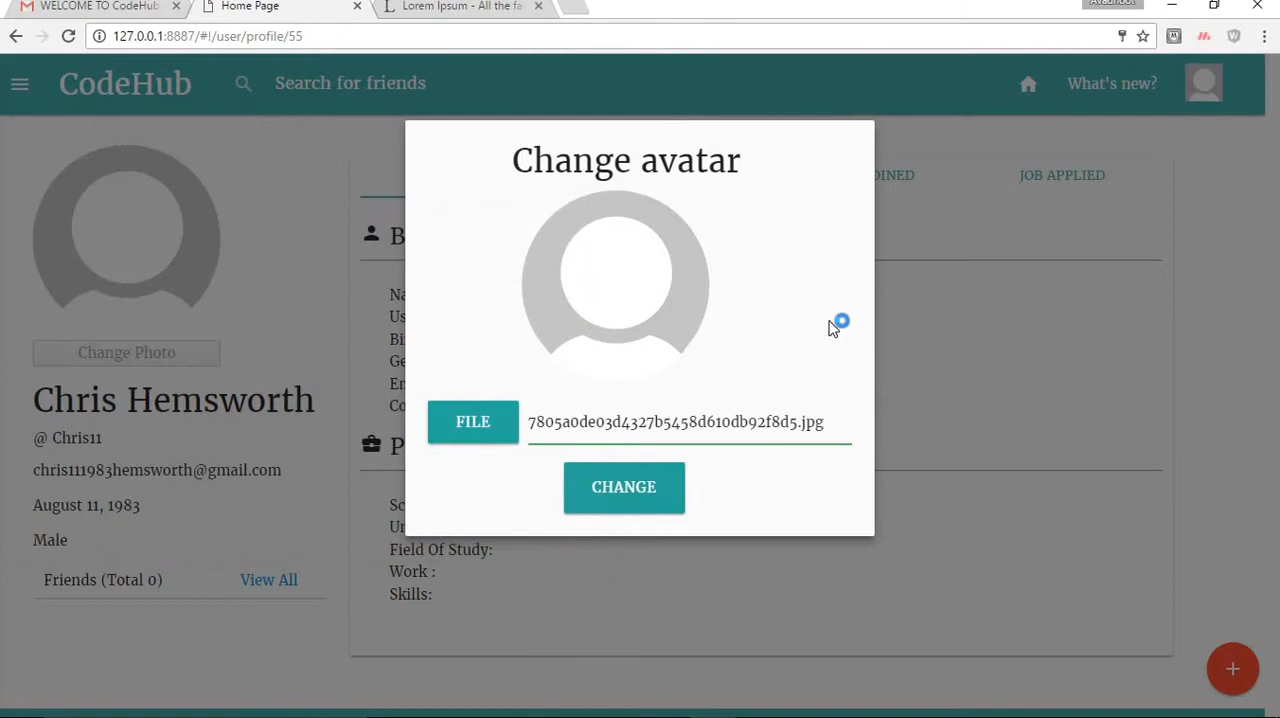 WELCOME TO CodeHub
Home Page
Lorem Ipsum - All the fa
127.0.0.1:8887/#!/user/profile/55
CodeHub
Search for friends
What's new?
Change avatar
JOB APPLIED
Change Photo
Chris Hemsworth
@ Chris11
chris111983hemsworth@gmail.com
August 11, 1983
Male
Friends (Total 0)
View All
FILE
7805a0de03d4327b5458d610db92f8d5.jpg
CHANGE
Field Of Study:
Work :
Skills: